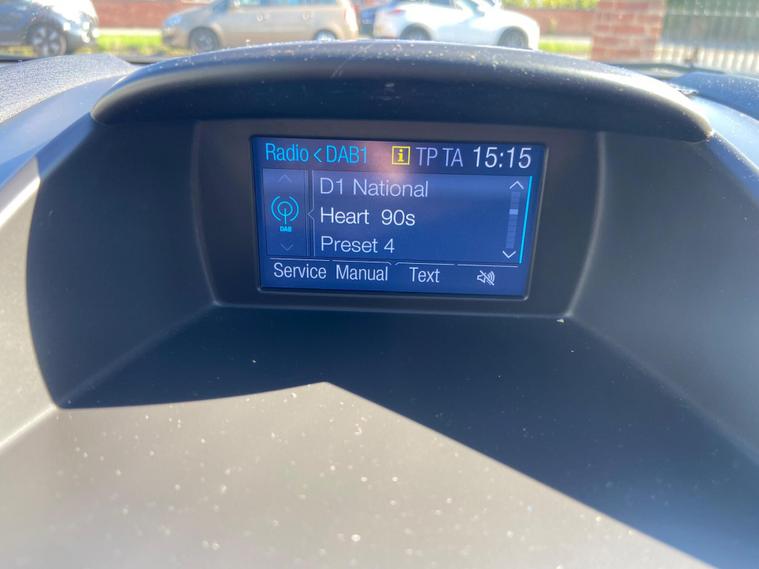 Radio < DAB1 i TP TA 15:15
D1 National
Heart 90s
DAB
Preset 4
Service Manual Text